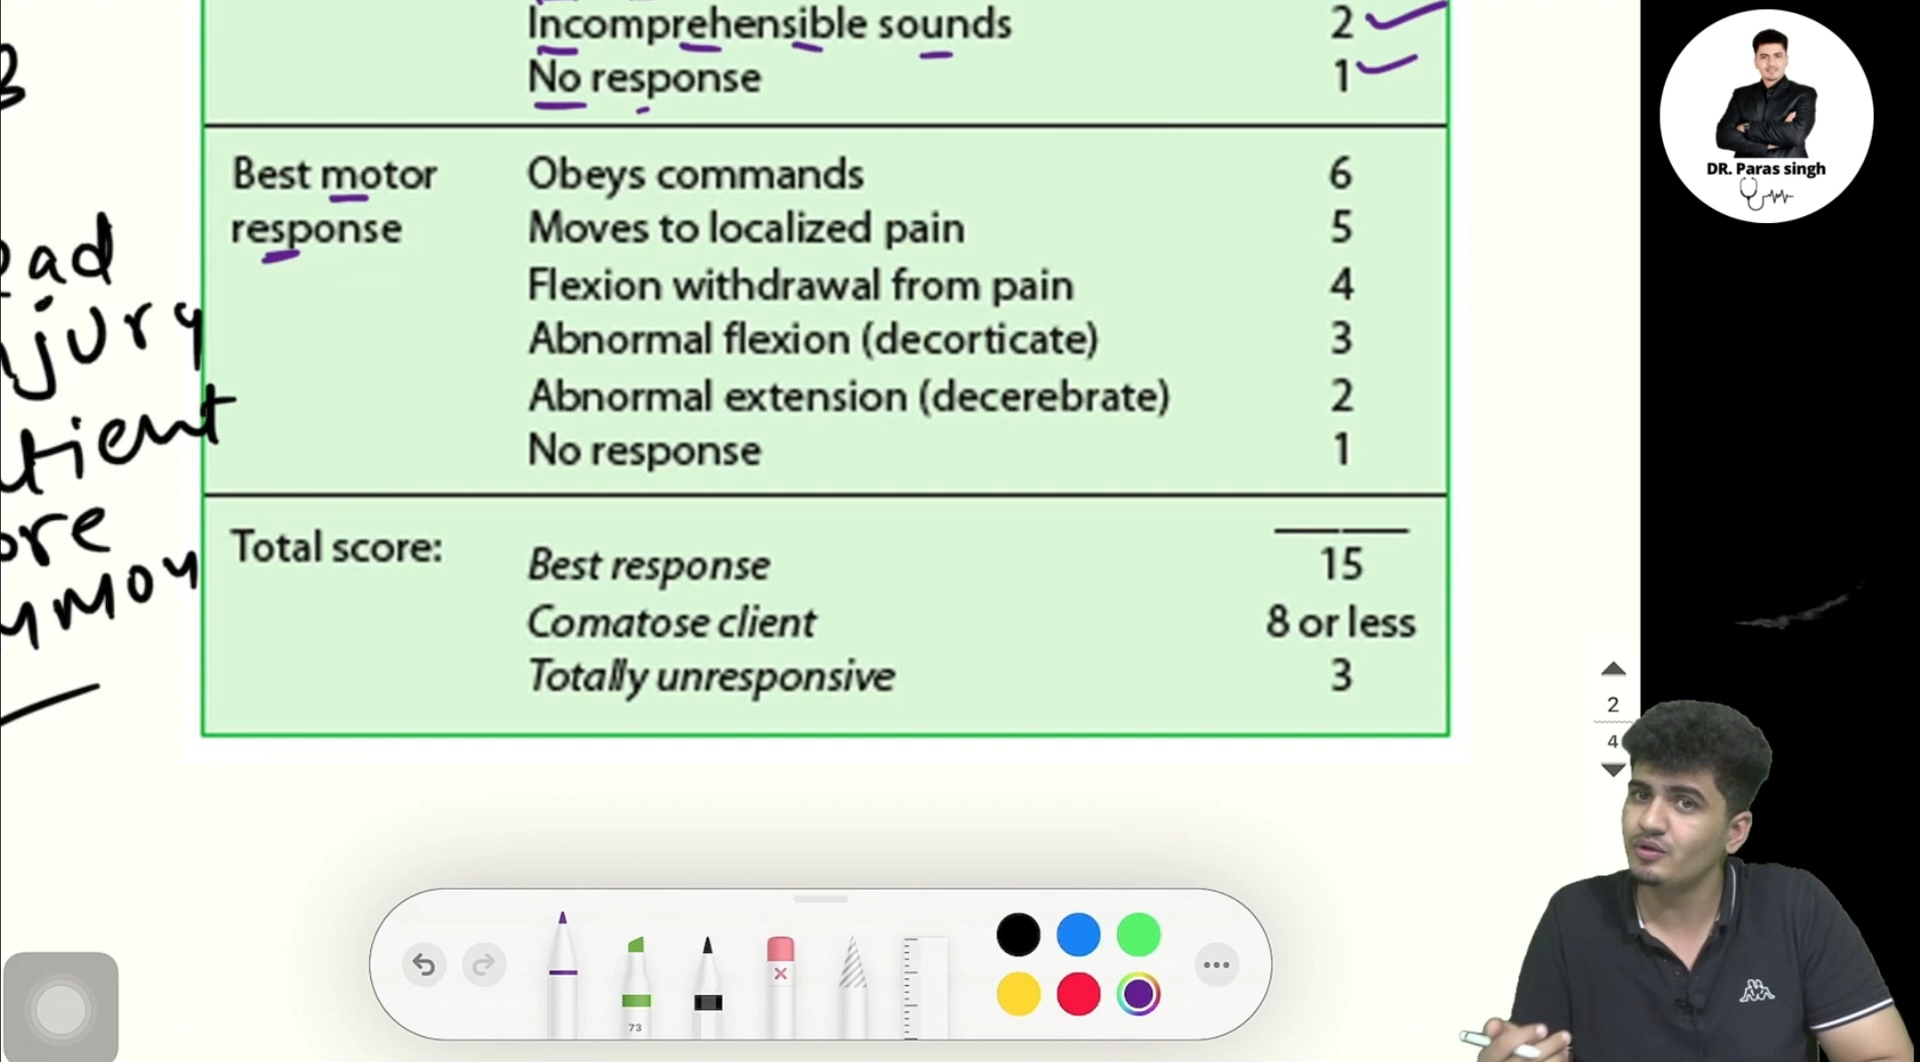 Incomprehensible sounds 2
No response 1
Best motor response
Obeys commands 6
Moves to localized pain 5
Flexion withdrawal from pain 4
Abnormal flexion (decorticate) 3
Abnormal extension (decerebrate) 2
No response 1
Total score:
Best response 15
Comatose client 8 or less
Totally unresponsive 3
DR. Paras singh
2
4
73